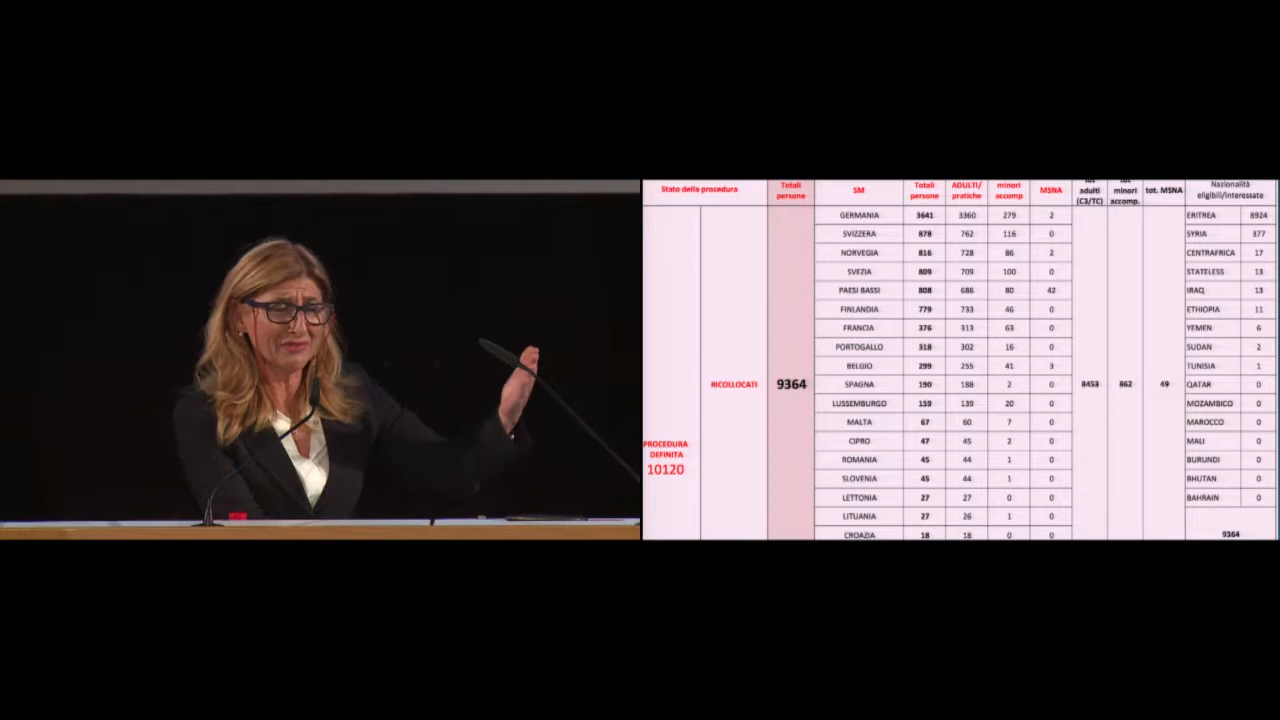 Stato della procedura Totali persone SM Totali persone ADULTI/ pratiche minori accomp MSNA tot adulti (C3/TC) tot minori accomp. tot. MSNA Nazionalità eligibili/interessate
GERMANIA 3641 3360 279 2 ERITREA 8924
SVIZZERA 878 762 116 0 SYRIA 377
NORVEGIA 816 728 86 2 CENTRAFRICA 17
SVEZIA 809 709 100 0 STATELESS 13
PAESI BASSI 808 686 80 42 IRAQ 13
FINLANDIA 779 733 46 0 ETHIOPIA 11
FRANCIA 376 313 63 0 YEMEN 6
PORTOGALLO 318 302 16 0 SUDAN 2
BELGIO 299 255 41 3 TUNISIA 1
RICOLLOCATI 9364 SPAGNA 190 188 2 0 8453 862 49 QATAR 0
LUSSEMBURGO 159 139 20 0 MOZAMBICO 0
MALTA 67 60 7 0 MAROCCO 0
PROCEDURA DEFINITA 10120
CIPRO 47 45 2 0 MALI 0
ROMANIA 45 44 1 0 BURUNDI 0
SLOVENIA 45 44 1 0 BHUTAN 0
LETTONIA 27 27 0 0 BAHRAIN 0
LITUANIA 27 26 1 0
CROAZIA 18 18 0 0 9364